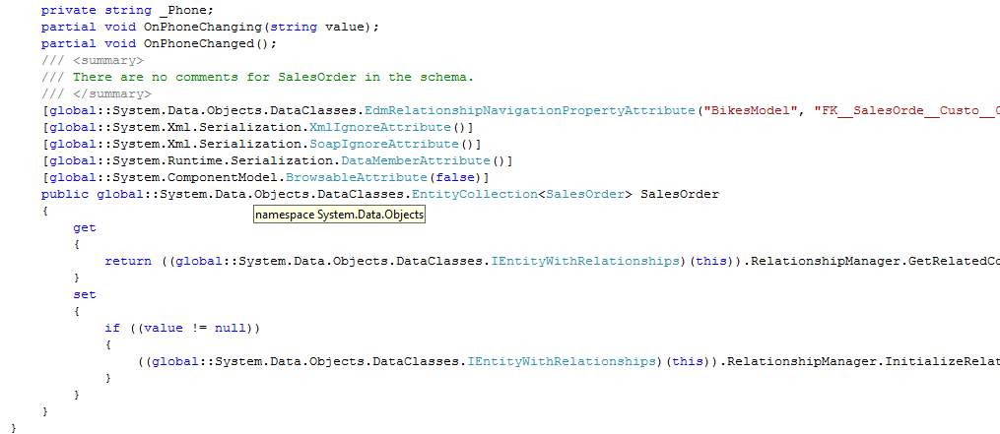 private string _Phone;
partial void OnPhoneChanging(string value);
partial void OnPhoneChanged();
/// <summary>
/// There are no comments for SalesOrder in the schema.
/// </summary>
[global::System.Data.Objects.DataClasses.EdmRelationshipNavigationPropertyAttribute("BikesModel", "FK__SalesOrde__Custo__0
[global::System.Xml.Serialization.XmlIgnoreAttribute()]
[global::System.Xml.Serialization.SoapIgnoreAttribute()]
[global::System.Runtime.Serialization.DataMemberAttribute()]
[global::System.ComponentModel.BrowsableAttribute(false)]
public global::System.Data.Objects.DataClasses.EntityCollection<SalesOrder> SalesOrder
{
namespace System.Data.Objects
get
{
return ((global::System.Data.Objects.DataClasses.IEntityWithRelationships)(this)).RelationshipManager.GetRelatedCo
}
set
{
if ((value != null))
{
((global::System.Data.Objects.DataClasses.IEntityWithRelationships)(this)).RelationshipManager.InitializeRelat
}
}
}
}